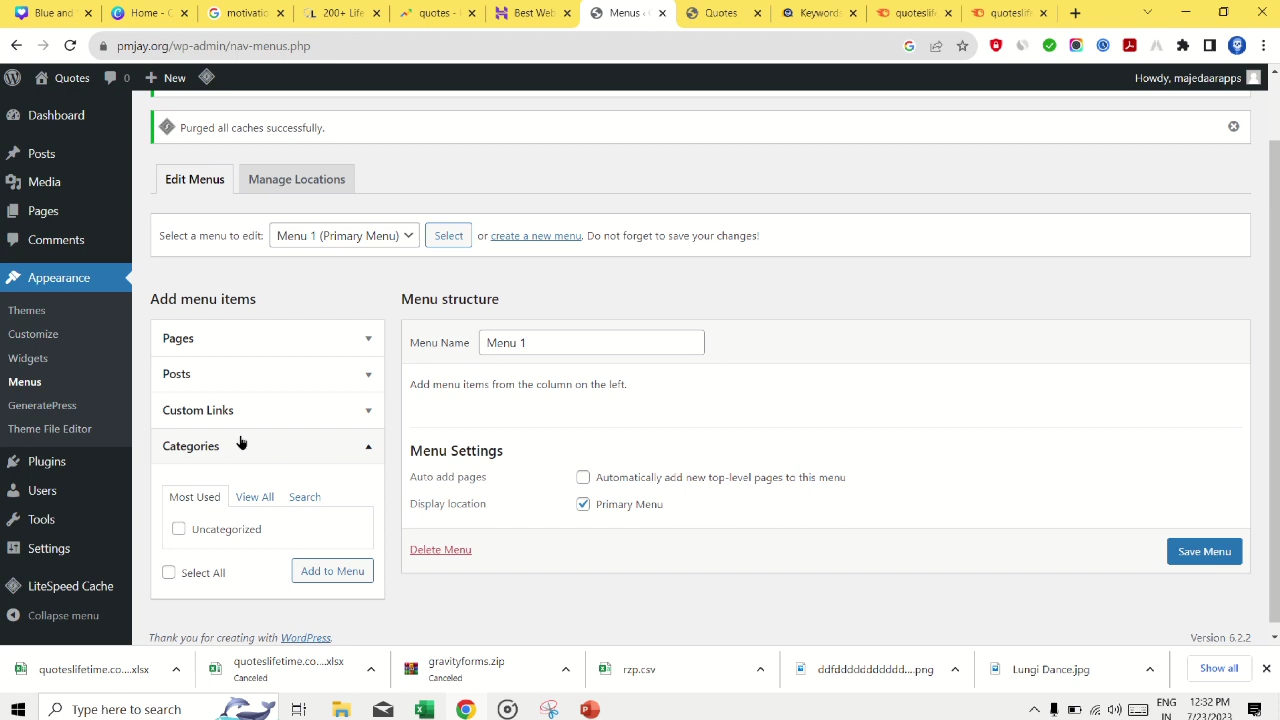 Blue and
Home - C
motivatio
200+ Life
quotes -
Best Web
Menus ‹
Quotes
Keywords
quoteslif
quoteslif
pmjay.org/wp-admin/nav-menus.php
Quotes
0
New
Howdy, majedaarapps
Dashboard
Posts
Media
Pages
Comments
Appearance
Themes
Customize
Widgets
Menus
GeneratePress
Theme File Editor
Plugins
Users
Tools
Settings
LiteSpeed Cache
Collapse menu
Purged all caches successfully.
Edit Menus
Manage Locations
Select a menu to edit: Menu 1 (Primary Menu) Select or create a new menu. Do not forget to save your changes!
Add menu items
Pages
Posts
Custom Links
Categories
Most Used View All Search
Uncategorized
Select All
Add to Menu
Menu structure
Menu Name Menu 1
Add menu items from the column on the left.
Menu Settings
Auto add pages Automatically add new top-level pages to this menu
Display location Primary Menu
Delete Menu
Save Menu
Thank you for creating with WordPress.
Version 6.2.2
quoteslifetime.co....xlsx
quoteslifetime.co....xlsx
Canceled
gravityforms.zip
Canceled
rzp.csv
ddfdddddddddd....png
Lungi Dance.jpg
Show all
Type here to search
ENG
IN
12:32 PM
7/23/2023